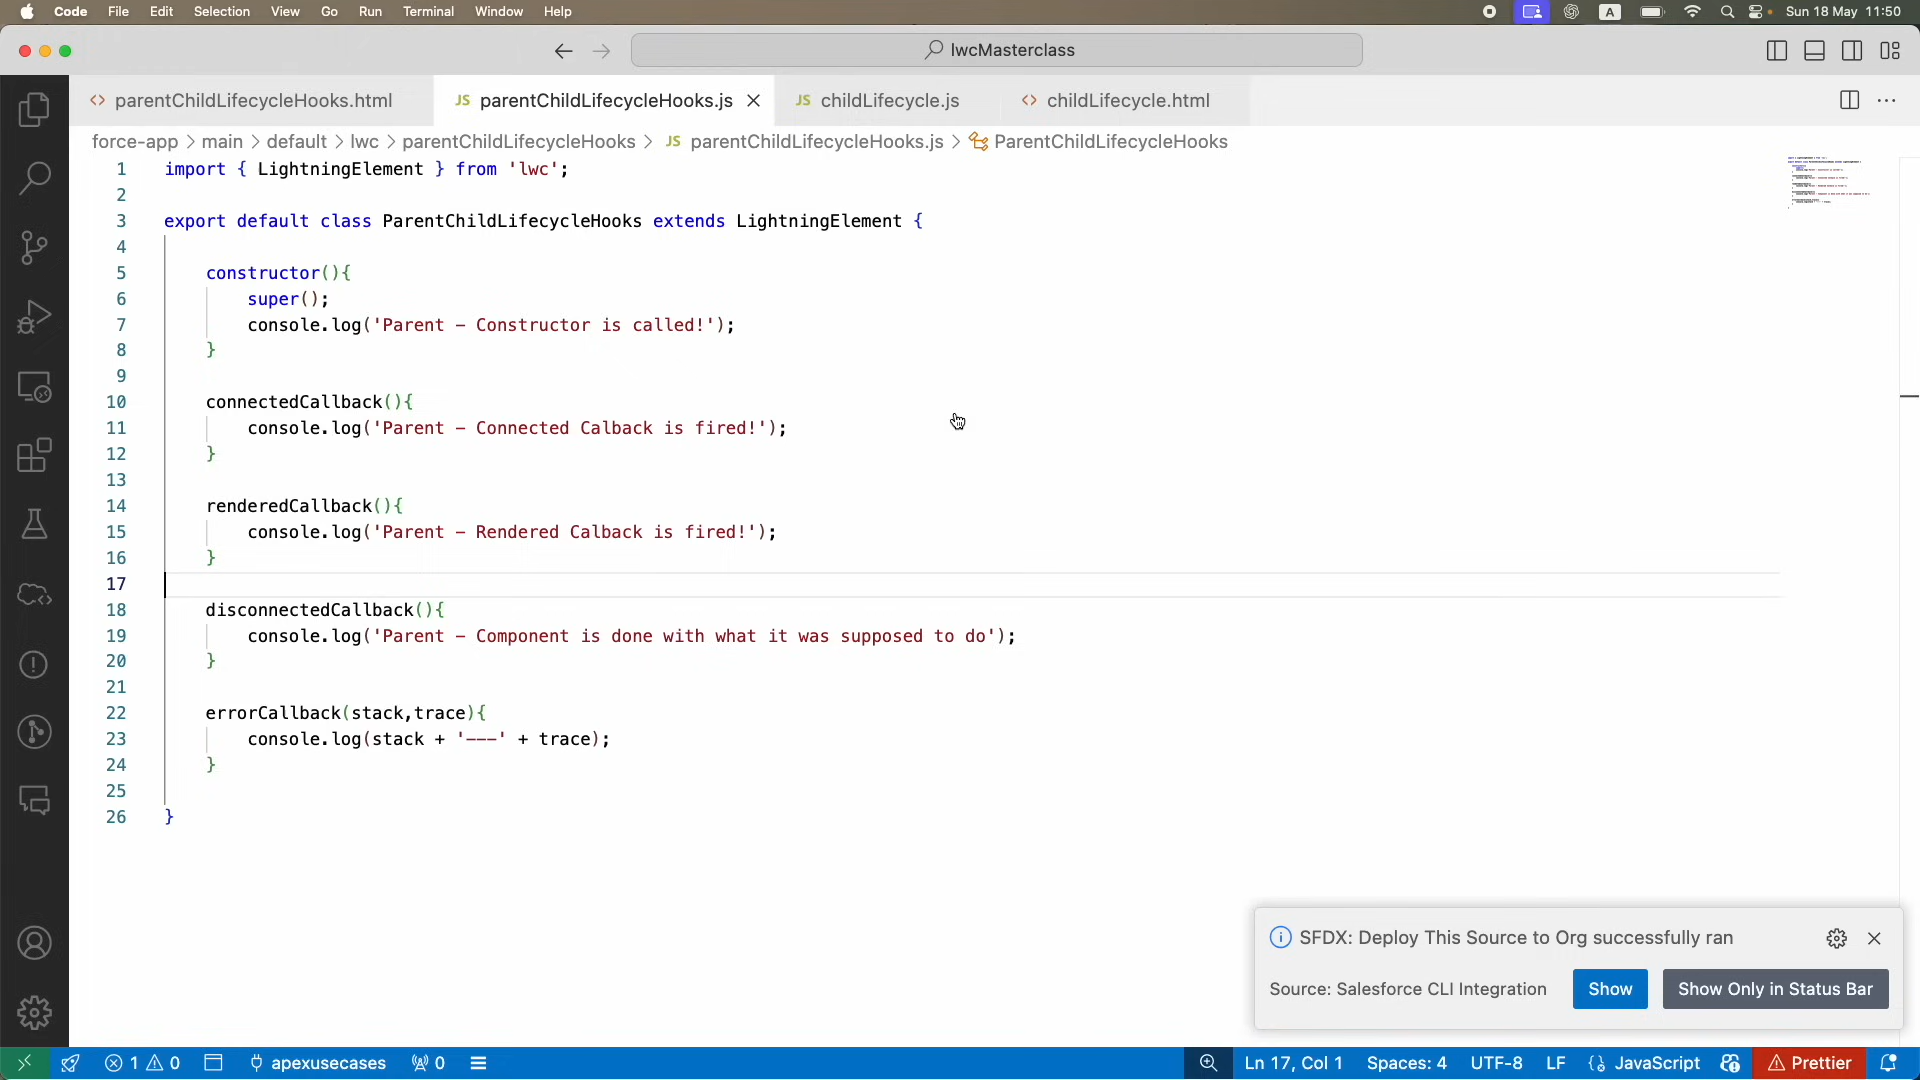 Code File Edit Selection View Go Run Terminal Window Help
A Sun 18 May 11:50
lwcMasterclass
<> parentChildLifecycleHooks.html JS parentChildLifecycleHooks.js JS childLifecycle.js <> childLifecycle.html
force-app > main > default > lwc > parentChildLifecycleHooks > JS parentChildLifecycleHooks.js > ParentChildLifecycleHooks
1 import { LightningElement } from 'lwc';
2
3 export default class ParentChildLifecycleHooks extends LightningElement {
4
5 constructor(){
6 super();
7 console.log('Parent – Constructor is called!');
8 }
9
10 connectedCallback(){
11 console.log('Parent – Connected Calback is fired!');
12 }
13
14 renderedCallback(){
15 console.log('Parent – Rendered Calback is fired!');
16 }
17
18 disconnectedCallback(){
19 console.log('Parent – Component is done with what it was supposed to do');
20 }
21
22 errorCallback(stack,trace){
23 console.log(stack + '---' + trace);
24 }
25
26 }
SFDX: Deploy This Source to Org successfully ran
Source: Salesforce CLI Integration Show Show Only in Status Bar
1 0 apexusecases 0 Ln 17, Col 1 Spaces: 4 UTF-8 LF {} JavaScript Prettier